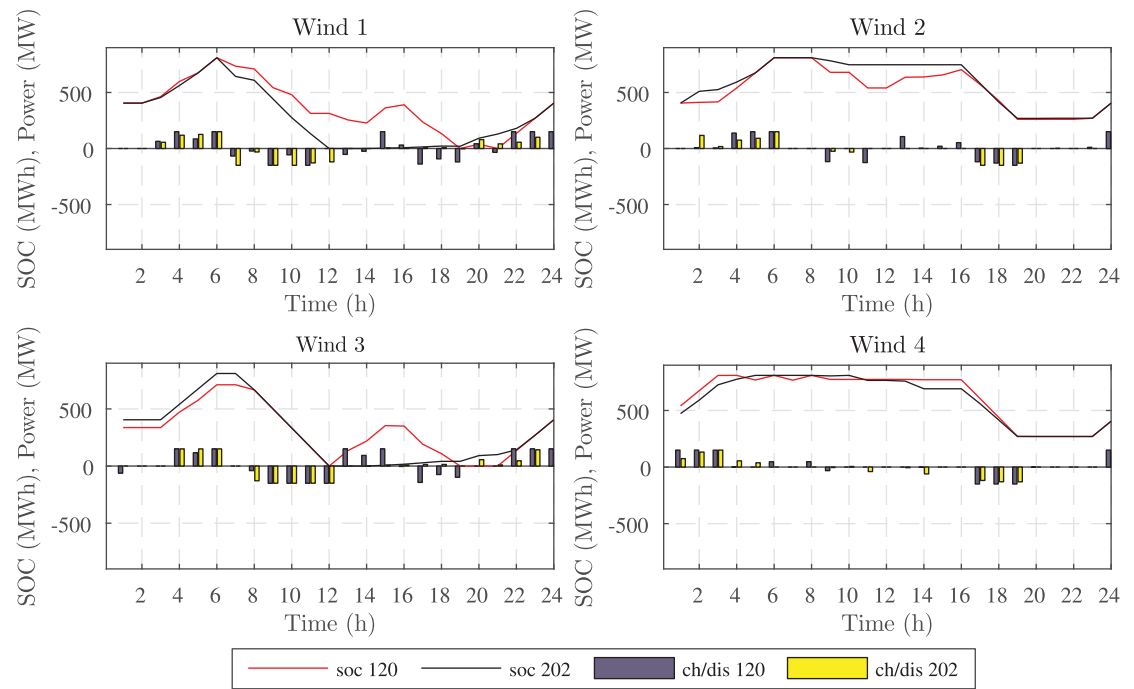 Wind 1
SOC (MWh), Power (MW)
500
0
-500
2 4 6 8 10 12 14 16 18 20 22 24
Time (h)
Wind 2
SOC (MWh), Power (MW)
500
0
-500
2 4 6 8 10 12 14 16 18 20 22 24
Time (h)
Wind 3
SOC (MWh), Power (MW)
500
0
-500
2 4 6 8 10 12 14 16 18 20 22 24
Time (h)
Wind 4
SOC (MWh), Power (MW)
500
0
-500
2 4 6 8 10 12 14 16 18 20 22 24
Time (h)
soc 120 soc 202 ch/dis 120 ch/dis 202